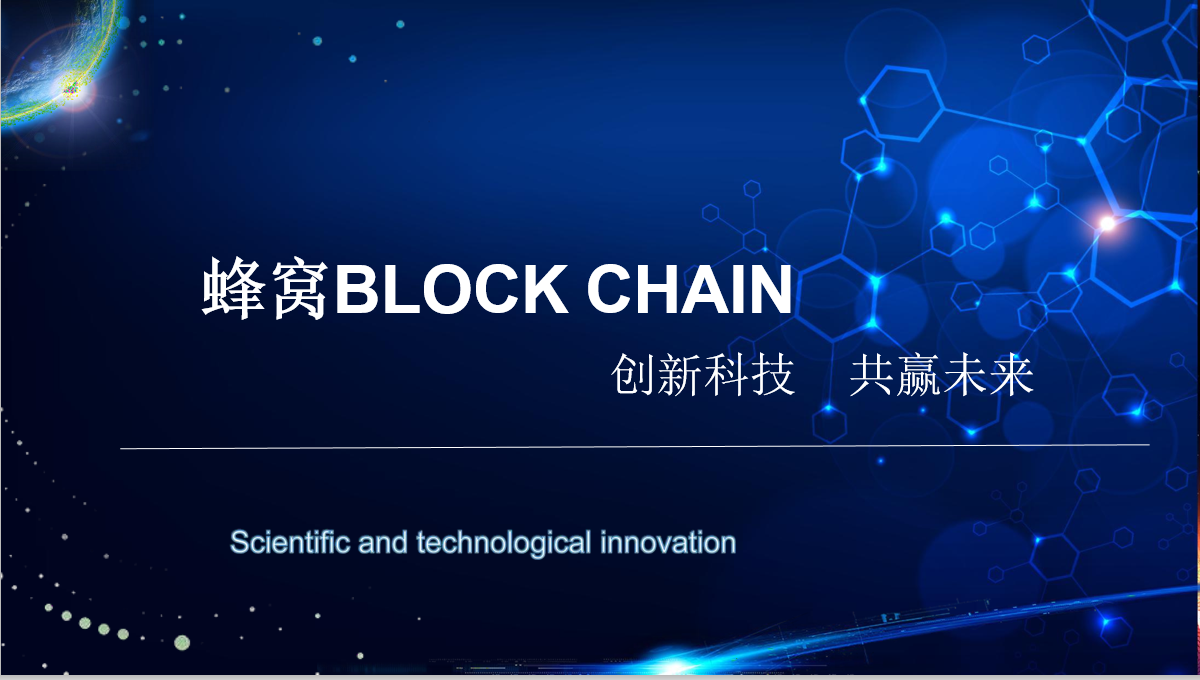 蜂窝BLOCK CHAIN
创新科技 共赢未来
Scientific and technological innovation